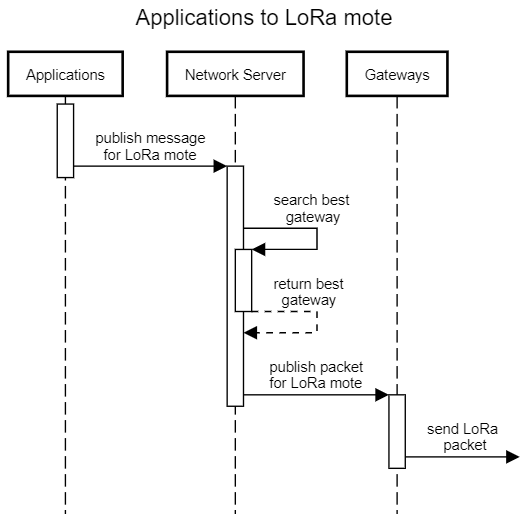 Applications to LoRa mote
Applications
Network Server
Gateways
publish message
for LoRa mote
search best
gateway
return best
gateway
publish packet
for LoRa mote
send LoRa
packet